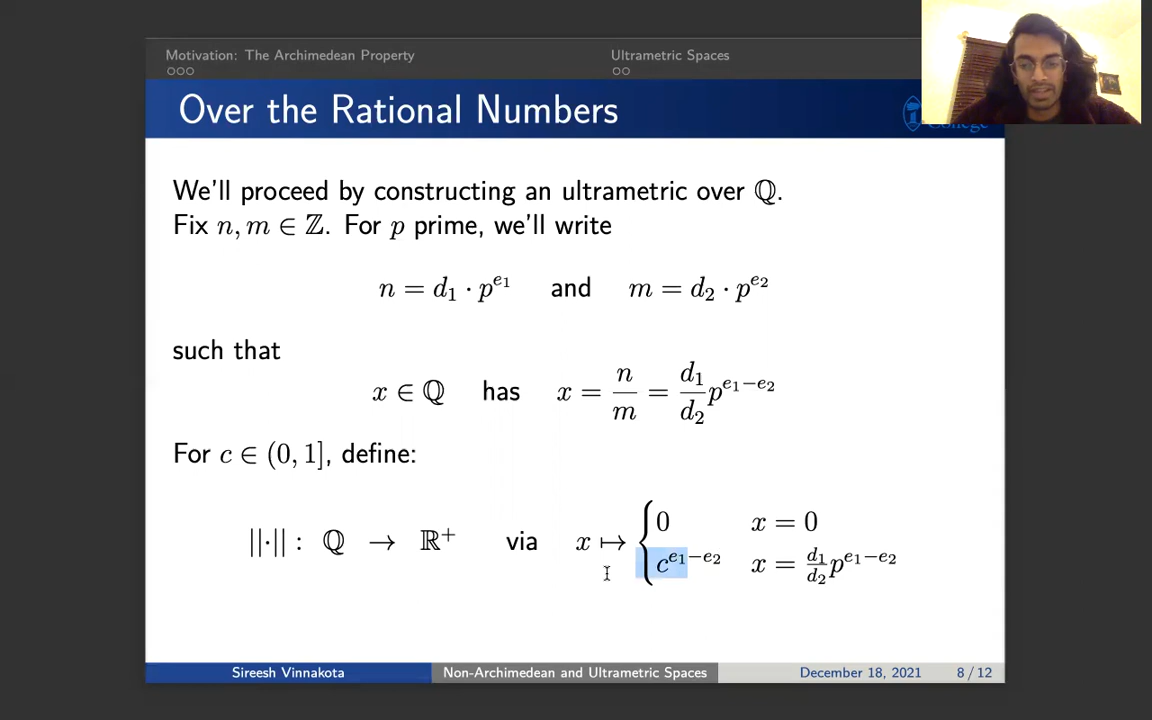 Motivation: The Archimedean Property
Ultrametric Spaces
Over the Rational Numbers
College
We'll proceed by constructing an ultrametric over ℚ.
Fix n, m ∈ ℤ. For p prime, we'll write
n = d₁ · p^{e₁} and m = d₂ · p^{e₂}
such that
x ∈ ℚ has x = n/m = d₁/d₂ p^{e₁−e₂}
For c ∈ (0, 1], define:
||·|| : ℚ → ℝ⁺ via x ↦ { 0 x = 0
c^{e₁−e₂} x = d₁/d₂ p^{e₁−e₂}
Sireesh Vinnakota
Non-Archimedean and Ultrametric Spaces
December 18, 2021
8 / 12